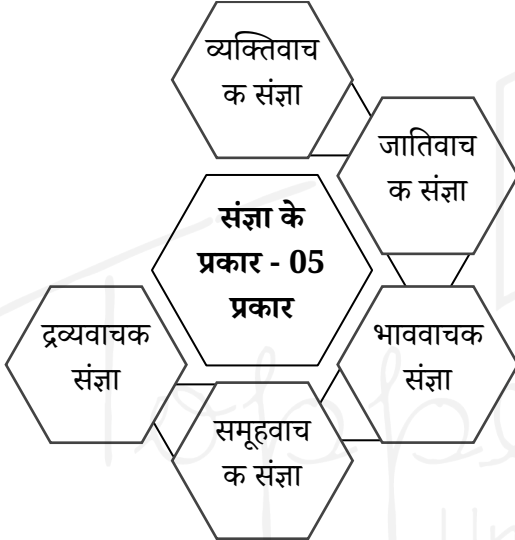 व्यक्तिवाच
क संज्ञा
जातिवाच
क संज्ञा
संज्ञा के
प्रकार - 05
प्रकार
द्रव्यवाचक
संज्ञा
भाववाचक
संज्ञा
समूहवाच
क संज्ञा